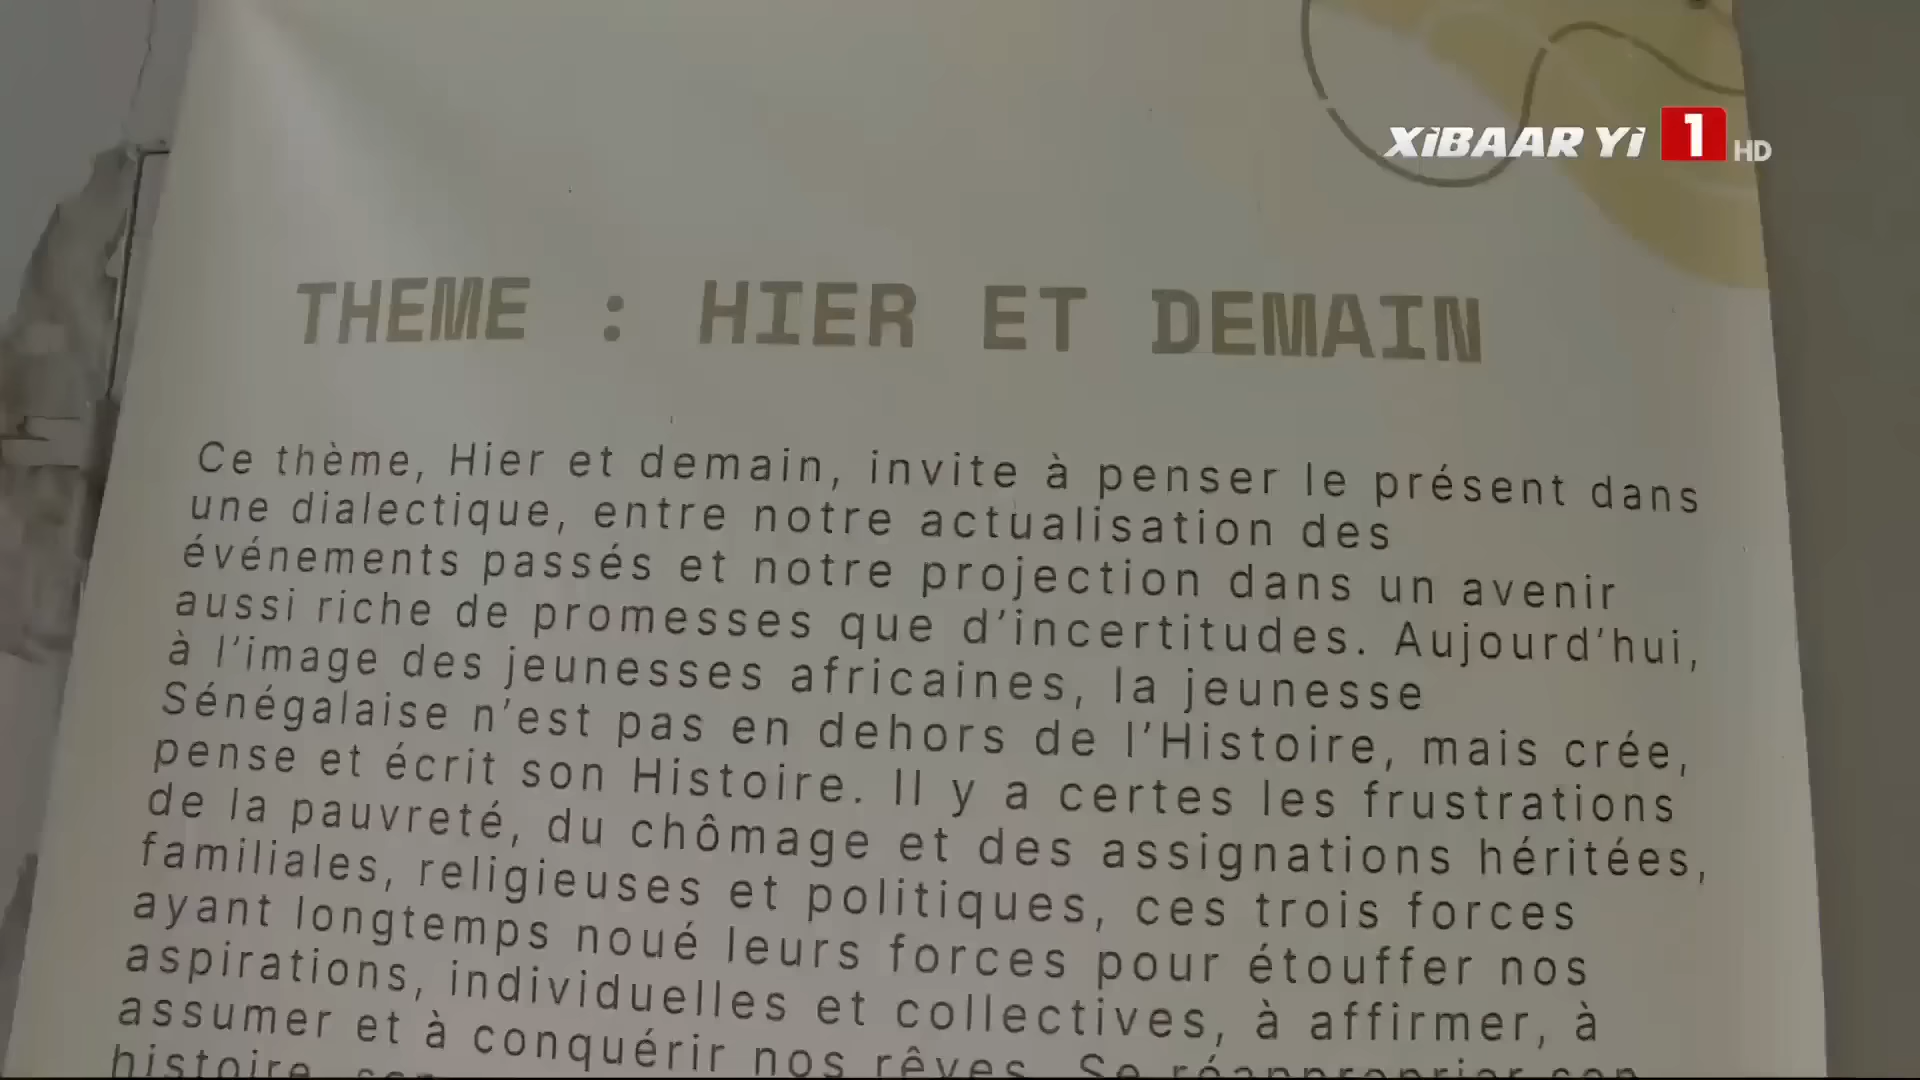 XiBAAR Yi 1 HD
THEME : HIER ET DEMAIN
Ce thème, Hier et demain, invite à penser le présent dans
une dialectique, entre notre actualisation des
événements passés et notre projection dans un avenir
aussi riche de promesses que d'incertitudes. Aujourd'hui,
à l'image des jeunesses africaines, la jeunesse
Sénégalaise n'est pas en dehors de l'Histoire, mais crée,
pense et écrit son Histoire. Il y a certes les frustrations
de la pauvreté, du chômage et des assignations héritées,
familiales, religieuses et politiques, ces trois forces
ayant longtemps noué leurs forces pour étouffer nos
aspirations, individuelles et collectives, à affirmer, à
assumer et à conquérir nos rêves. Se réapproprier son
histoire